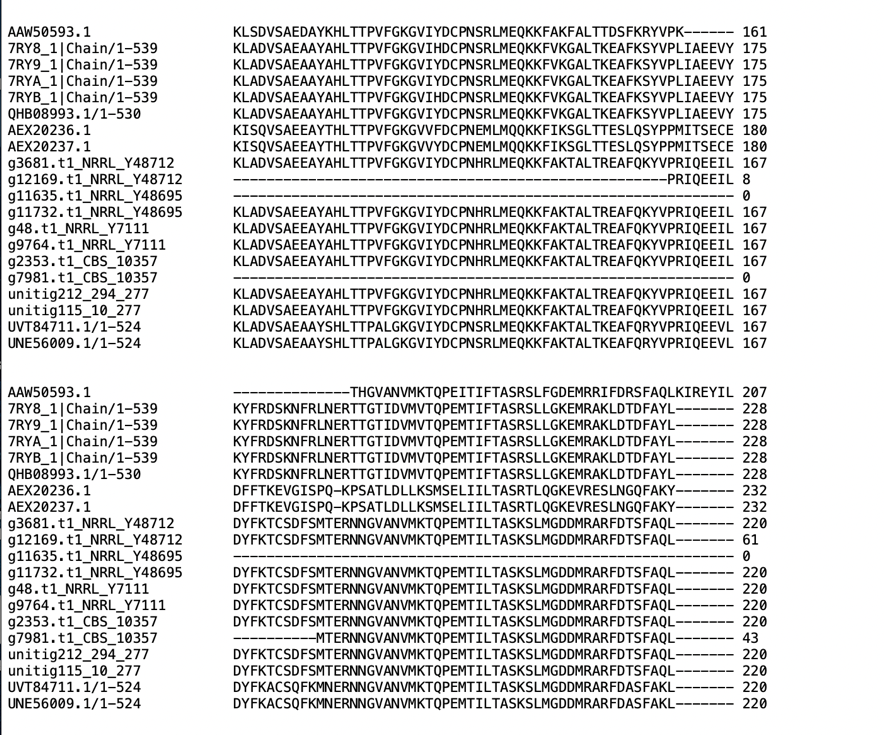 AAW50593.1 KLSDVSAEDAYKHLTTPVFGKGVIYDCPNSRLMEQKKFAKFALTTDSFKRYVPK------ 161
7RY8_1|Chain/1-539 KLADVSAEEAYAHLTTPVFGKGVIHDCPNSRLMEQKKFVKGALTKEAFKSYVPLIAEEVY 175
7RY9_1|Chain/1-539 KLADVSAEAAYAHLTTPVFGKGVIYDCPNSRLMEQKKFVKGALTKEAFKSYVPLIAEEVY 175
7RYA_1|Chain/1-539 KLADVSAEAAYAHLTTPVFGKGVIYDCPNSRLMEQKKFVKGALTKEAFKSYVPLIAEEVY 175
7RYB_1|Chain/1-539 KLADVSAEEAYAHLTTPVFGKGVIHDCPNSRLMEQKKFVKGALTKEAFKSYVPLIAEEVY 175
QHB08993.1/1-530 KLADVSAEAAYAHLTTPVFGKGVIYDCPNSRLMEQKKFVKGALTKEAFKSYVPLIAEEVY 175
AEX20236.1 KISQVSAEEAYTHLTTPVFGKGVVFDCPNEMLMQQKKFIKSGLTTESLQSYPPMITSECE 180
AEX20237.1 KISQVSAEEAYTHLTTPVFGKGVVYDCPNEMLMQQKKFIKSGLTTESLQSYPPMITSECE 180
g3681.t1_NRRL_Y48712 KLADVSAEEAYAHLTTPVFGKGVIYDCPNHRLMEQKKFAKTALTREAFQKYVPRIQEEIL 167
g12169.t1_NRRL_Y48712 ----------------------------------------------------PRIQEEIL 8
g11635.t1_NRRL_Y48695 ------------------------------------------------------------ 0
g11732.t1_NRRL_Y48695 KLADVSAEEAYAHLTTPVFGKGVIYDCPNHRLMEQKKFAKTALTREAFQKYVPRIQEEIL 167
g48.t1_NRRL_Y7111 KLADVSAEEAYAHLTTPVFGKGVIYDCPNHRLMEQKKFAKTALTREAFQKYVPRIQEEIL 167
g9764.t1_NRRL_Y7111 KLADVSAEEAYAHLTTPVFGKGVIYDCPNHRLMEQKKFAKTALTREAFQKYVPRIQEEIL 167
g2353.t1_CBS_10357 KLADVSAEEAYAHLTTPVFGKGVIYDCPNHRLMEQKKFAKTALTREAFQKYVPRIQEEIL 167
g7981.t1_CBS_10357 ------------------------------------------------------------ 0
unitig212_294_277 KLADVSAEEAYAHLTTPVFGKGVIYDCPNHRLMEQKKFAKTALTREAFQKYVPRIQEEIL 167
unitig115_10_277 KLADVSAEEAYAHLTTPVFGKGVIYDCPNHRLMEQKKFAKTALTREAFQKYVPRIQEEIL 167
UVT84711.1/1-524 KLADVSAEAAYSHLTTPALGKGVIYDCPNSRLMEQKKFAKTALTKEAFQRYVPRIQEEVL 167
UNE56009.1/1-524 KLADVSAEAAYSHLTTPALGKGVIYDCPNSRLMEQKKFAKTALTKEAFQRYVPRIQEEVL 167
AAW50593.1 --------------THGVANVMKTQPEITIFTASRSLFGDEMRRIFDRSFAQLKIREYIL 207
7RY8_1|Chain/1-539 KYFRDSKNFRLNERTTGTIDVMVTQPEMTIFTASRSLLGKEMRAKLDTDFAYL------- 228
7RY9_1|Chain/1-539 KYFRDSKNFRLNERTTGTIDVMVTQPEMTIFTASRSLLGKEMRAKLDTDFAYL------- 228
7RYA_1|Chain/1-539 KYFRDSKNFRLNERTTGTIDVMVTQPEMTIFTASRSLLGKEMRAKLDTDFAYL------- 228
7RYB_1|Chain/1-539 KYFRDSKNFRLNERTTGTIDVMVTQPEMTIFTASRSLLGKEMRAKLDTDFAYL------- 228
QHB08993.1/1-530 KYFRDSKNFRLNERTTGTIDVMVTQPEMTIFTASRSLLGKEMRAKLDTDFAYL------- 228
AEX20236.1 DFFTKEVGISPQ-KPSATLDLLKSMSELIILTASRTLQGKEVRESLNGQFAKY------- 232
AEX20237.1 DFFTKEVGISPQ-KPSATLDLLKSMSELIILTASRTLQGKEVRESLNGQFAKY------- 232
g3681.t1_NRRL_Y48712 DYFKTCSDFSMTERNNGVANVMKTQPEMTILTASKSLMGDDMRARFDTSFAQL------- 220
g12169.t1_NRRL_Y48712 DYFKTCSDFSMTERNNGVANVMKTQPEMTILTASKSLMGDDMRARFDTSFAQL------- 61
g11635.t1_NRRL_Y48695 ------------------------------------------------------------ 0
g11732.t1_NRRL_Y48695 DYFKTCSDFSMTERNNGVANVMKTQPEMTILTASKSLMGDDMRARFDTSFAQL------- 220
g48.t1_NRRL_Y7111 DYFKTCSDFSMTERNNGVANVMKTQPEMTILTASKSLMGDDMRARFDTSFAQL------- 220
g9764.t1_NRRL_Y7111 DYFKTCSDFSMTERNNGVANVMKTQPEMTILTASKSLMGDDMRARFDTSFAQL------- 220
g2353.t1_CBS_10357 DYFKTCSDFSMTERNNGVANVMKTQPEMTILTASKSLMGDDMRARFDTSFAQL------- 220
g7981.t1_CBS_10357 ----------MTERNNGVANVMKTQPEMTILTASKSLMGDDMRARFDTSFAQL------- 43
unitig212_294_277 DYFKTCSDFSMTERNNGVANVMKTQPEMTILTASKSLMGDDMRARFDTSFAQL------- 220
unitig115_10_277 DYFKTCSDFSMTERNNGVANVMKTQPEMTILTASKSLMGDDMRARFDTSFAQL------- 220
UVT84711.1/1-524 DYFKACSQFKMNERNNGVANVMKTQPEMTILTASKSLMGDDMRARFDASFAKL------- 220
UNE56009.1/1-524 DYFKACSQFKMNERNNGVANVMKTQPEMTILTASKSLMGDDMRARFDASFAKL------- 220